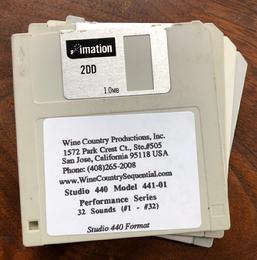 imation
2DD
1.0MB
Wine Country Productions, Inc.
1572 Park Crest Ct., Ste.#505
San Jose, California 95118 USA
Phone: (408)265-2008
www.WineCountrySequential.com
Studio 440 Model 441-01
Performance Series
32 Sounds (#1 - #32)
Studio 440 Format